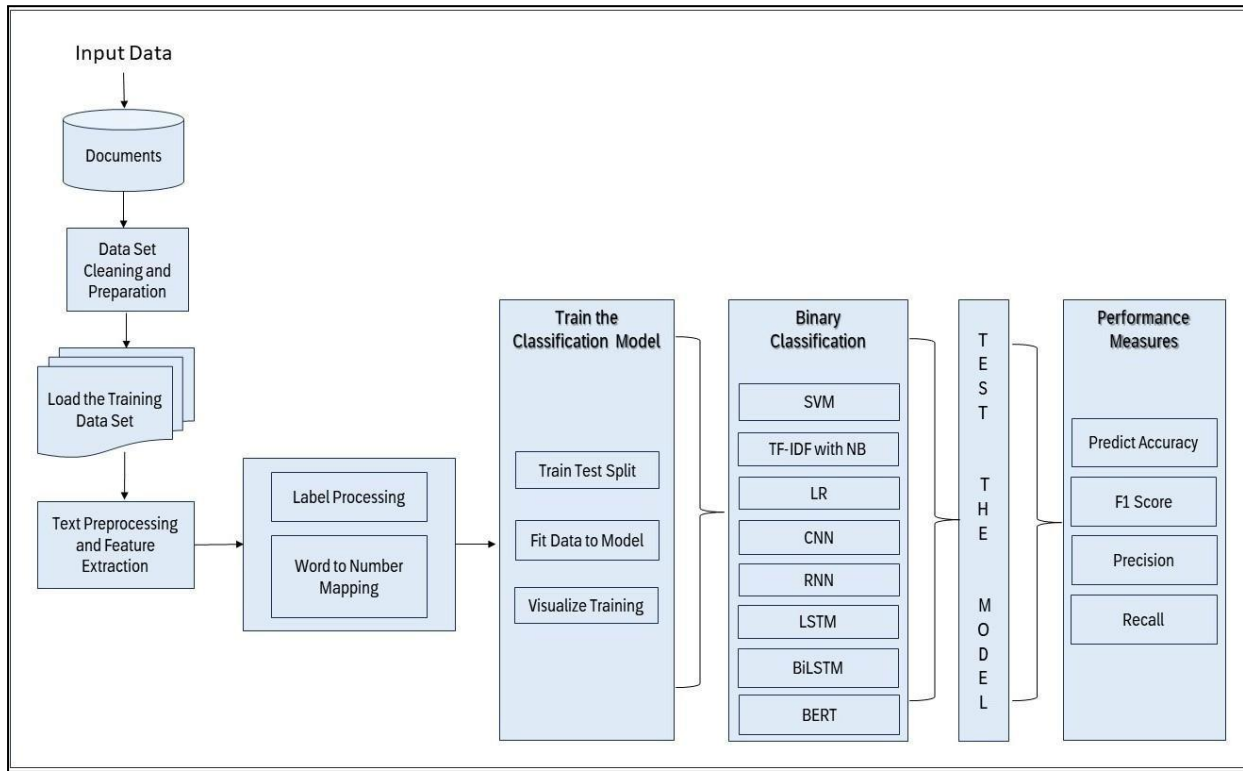 Input Data
Documents
Data Set
Cleaning and
Preparation
Load the Training
Data Set
Text Preprocessing
and Feature
Extraction
Label Processing
Word to Number
Mapping
Train the
Classification Model
Train Test Split
Fit Data to Model
Visualize Training
Binary
Classification
SVM
TF-IDF with NB
LR
CNN
RNN
LSTM
BiLSTM
BERT
TEST THE MODEL
Performance
Measures
Predict Accuracy
F1 Score
Precision
Recall